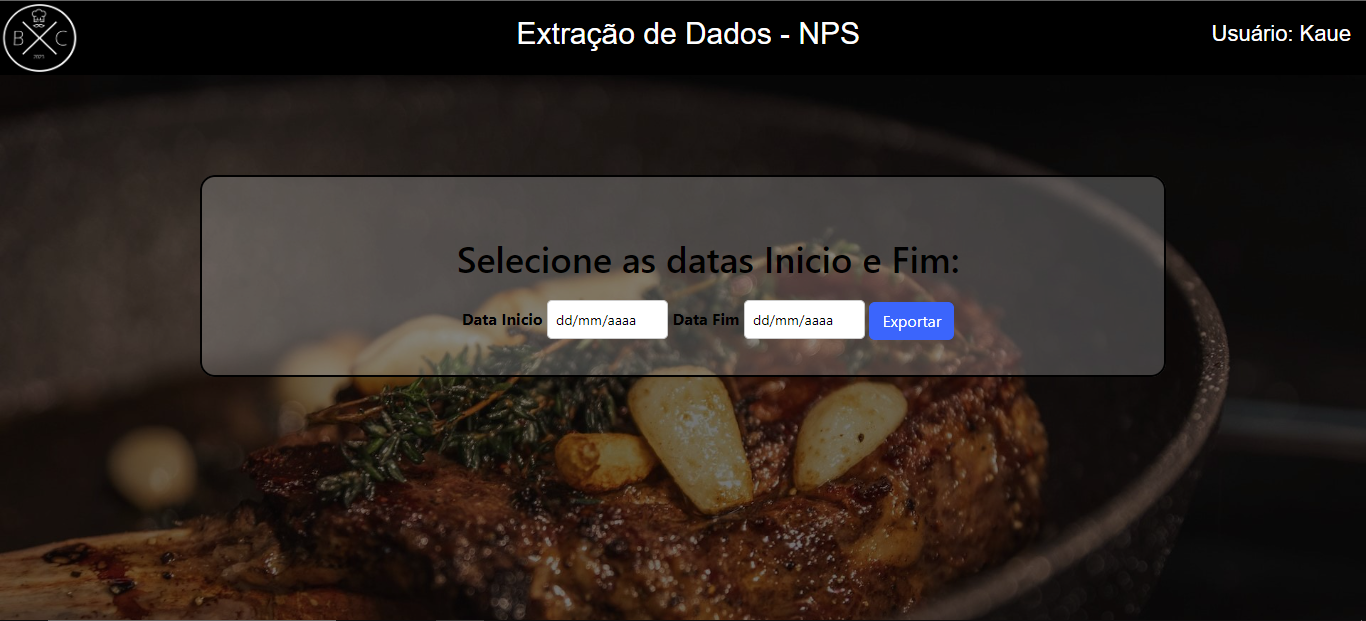 B C
2021
Extração de Dados - NPS
Usuário: Kaue
Selecione as datas Inicio e Fim:
Data Inicio dd/mm/aaaa Data Fim dd/mm/aaaa Exportar